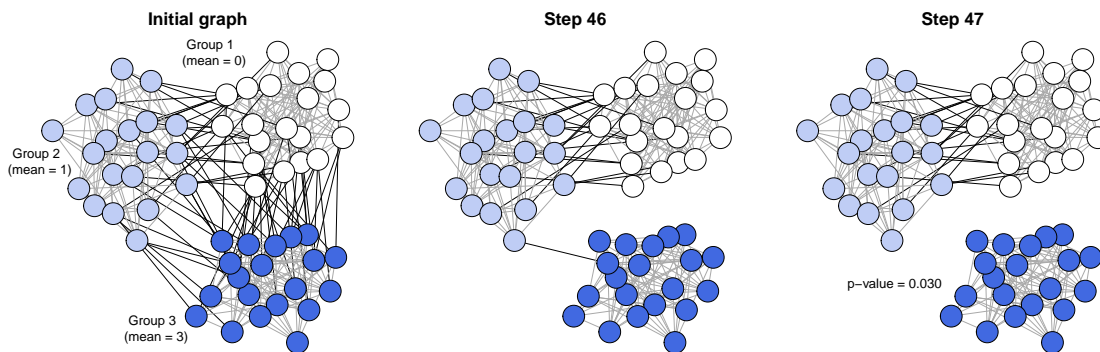 Initial graph
Step 46
Step 47
Group 1
(mean = 0)
Group 2
(mean = 1)
Group 3
(mean = 3)
p−value = 0.030